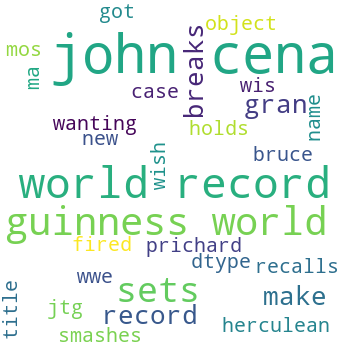 got
object
mos
john cena
ma
case
breaks
wis
gran
name
wanting
holds
new
wish
bruce
world record
guinness world
fired
prichard
dtype
recalls
wwe
sets
make
title
jtg
record
herculean
smashes